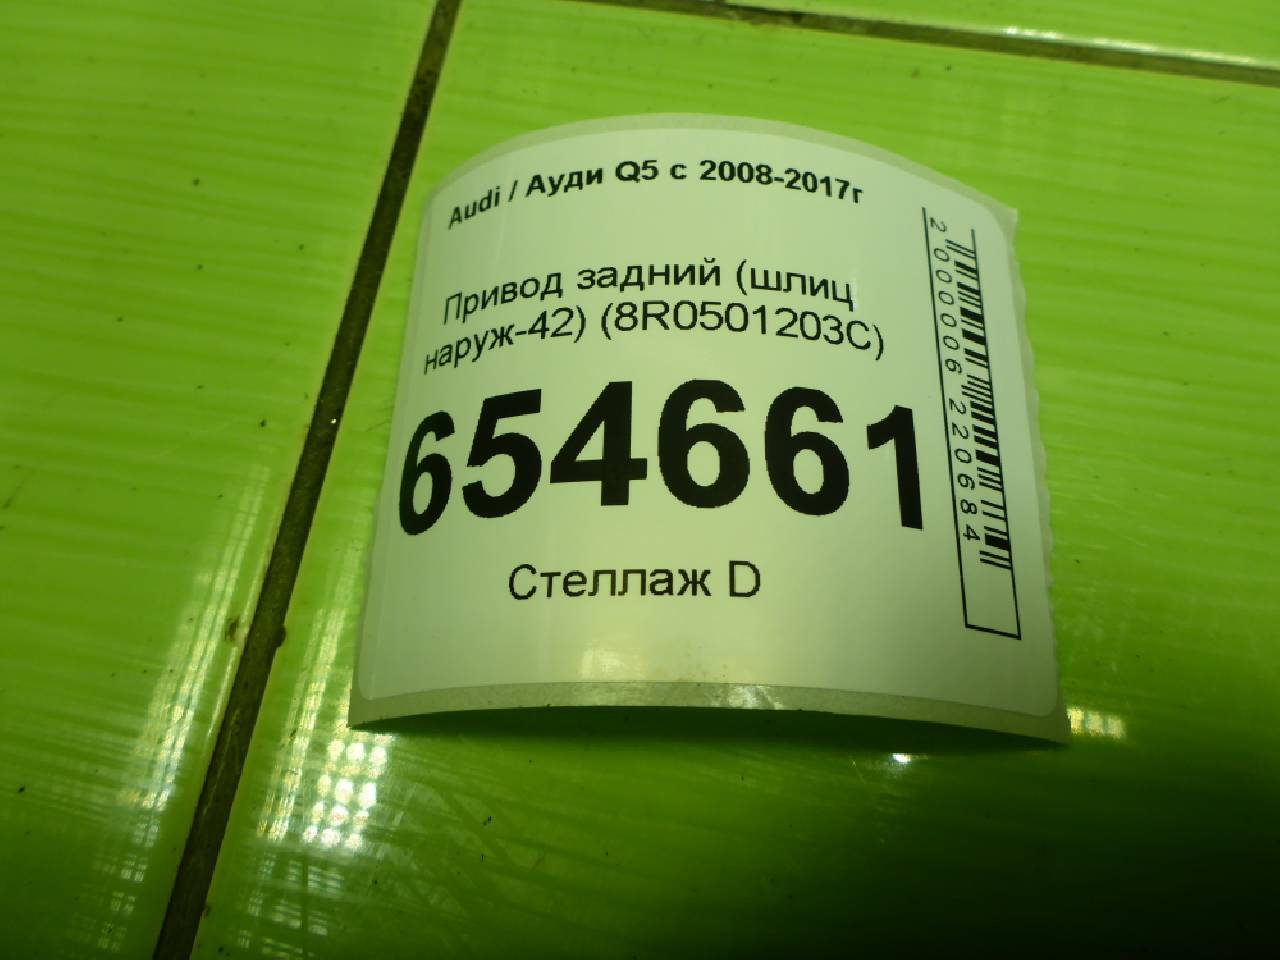 Audi / Ауди Q5 с 2008-2017г
Привод задний (шлиц
наруж-42) (8R0501203C)
654661
Стеллаж D
2000006220684